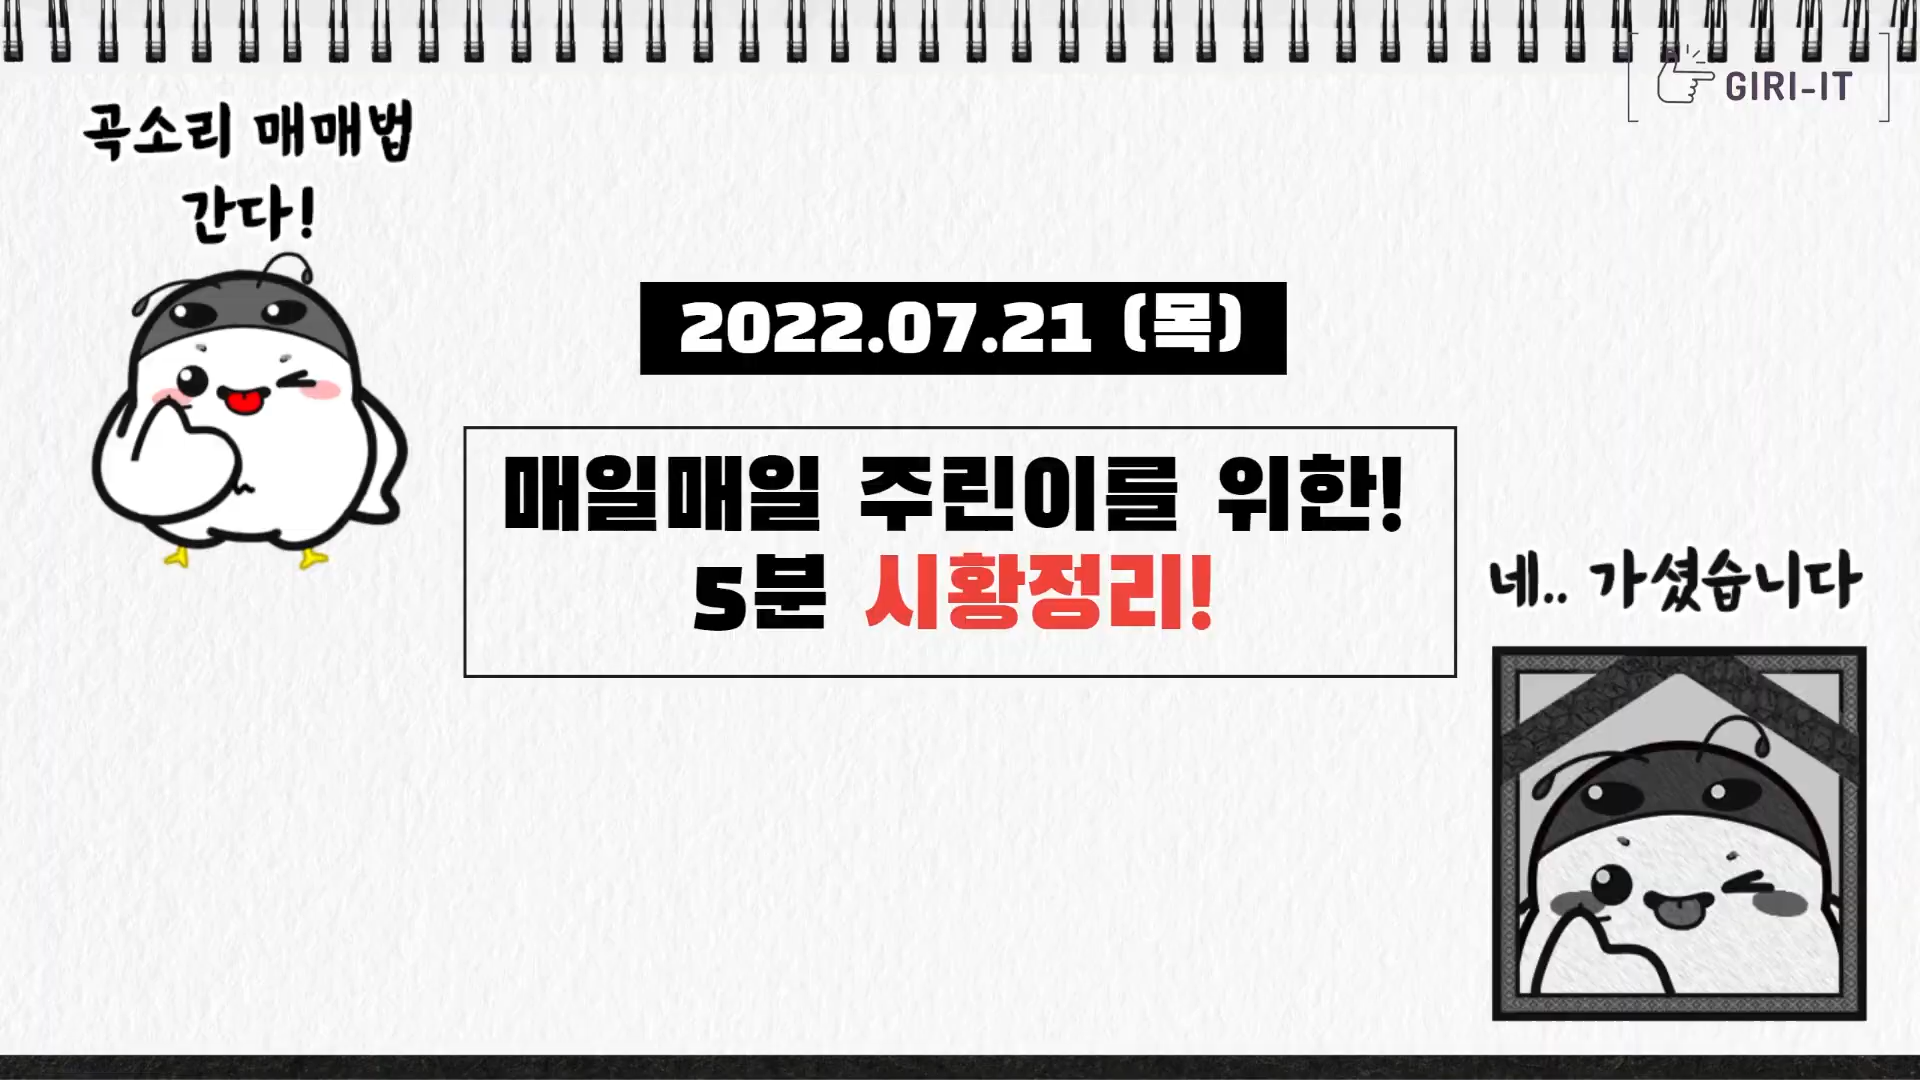 GIRI-IT
곡소리 매매법
간다!
2022.07.21 (목)
매일매일 주린이를 위한!
5분 시황정리!
네.. 가셨습니다